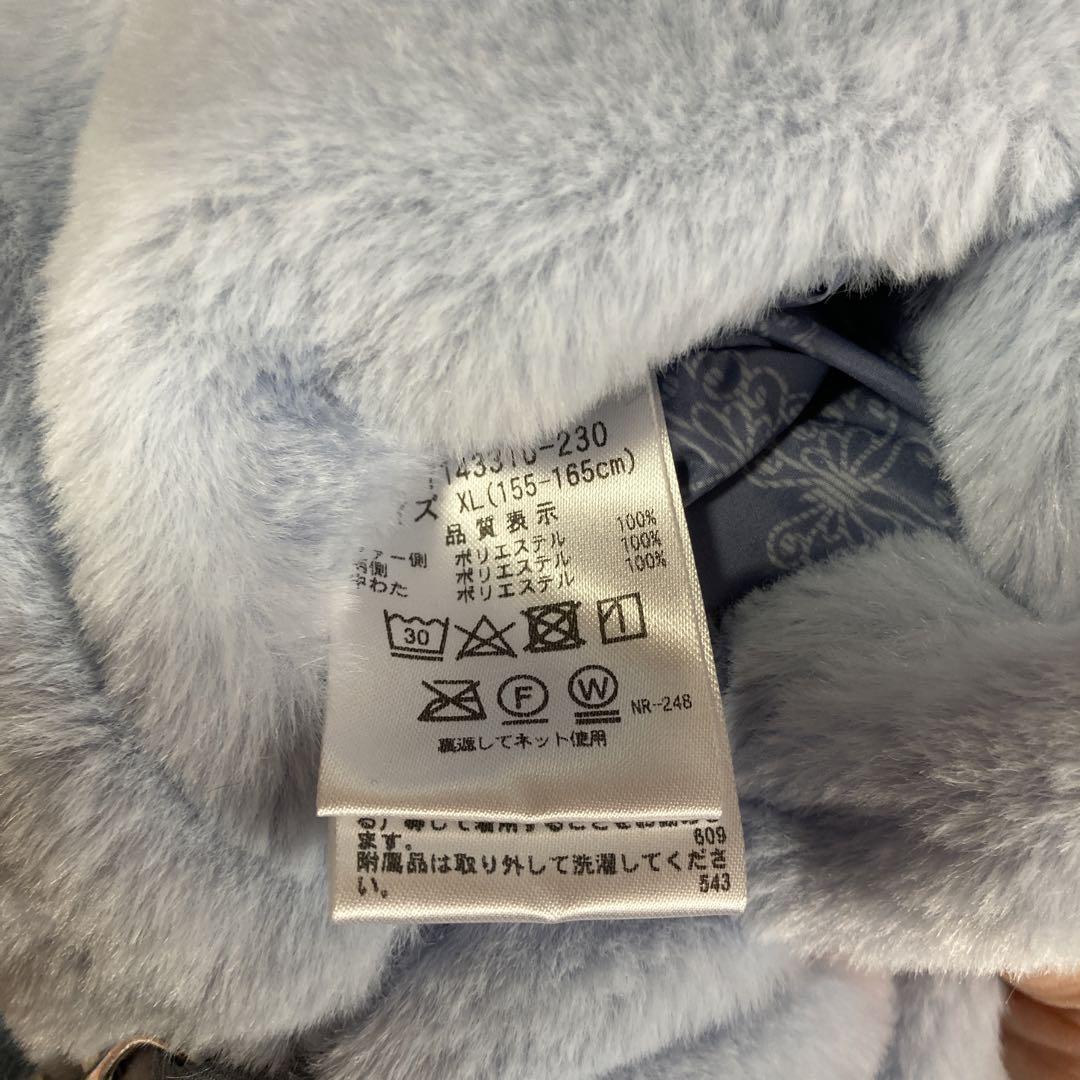 143310-230
ズ XL(155-165cm)
品質表示
ァー側 ポリエステル 100%
側 ポリエステル 100%
中わた ポリエステル 100%
30
F W NR-248
裏返してネット使用
ます。 609
附属品は取り外して洗濯してくださ
い。 543